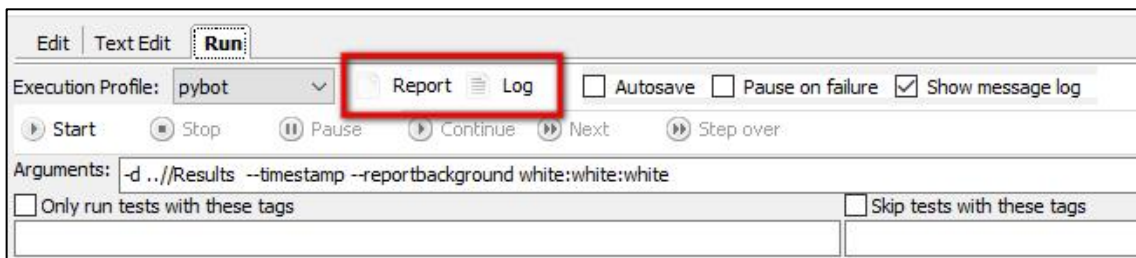 Edit Text Edit Run
Execution Profile: pybot Report Log Autosave Pause on failure Show message log
Start Stop Pause Continue Next Step over
Arguments: -d ..//Results --timestamp --reportbackground white:white:white
Only run tests with these tags Skip tests with these tags